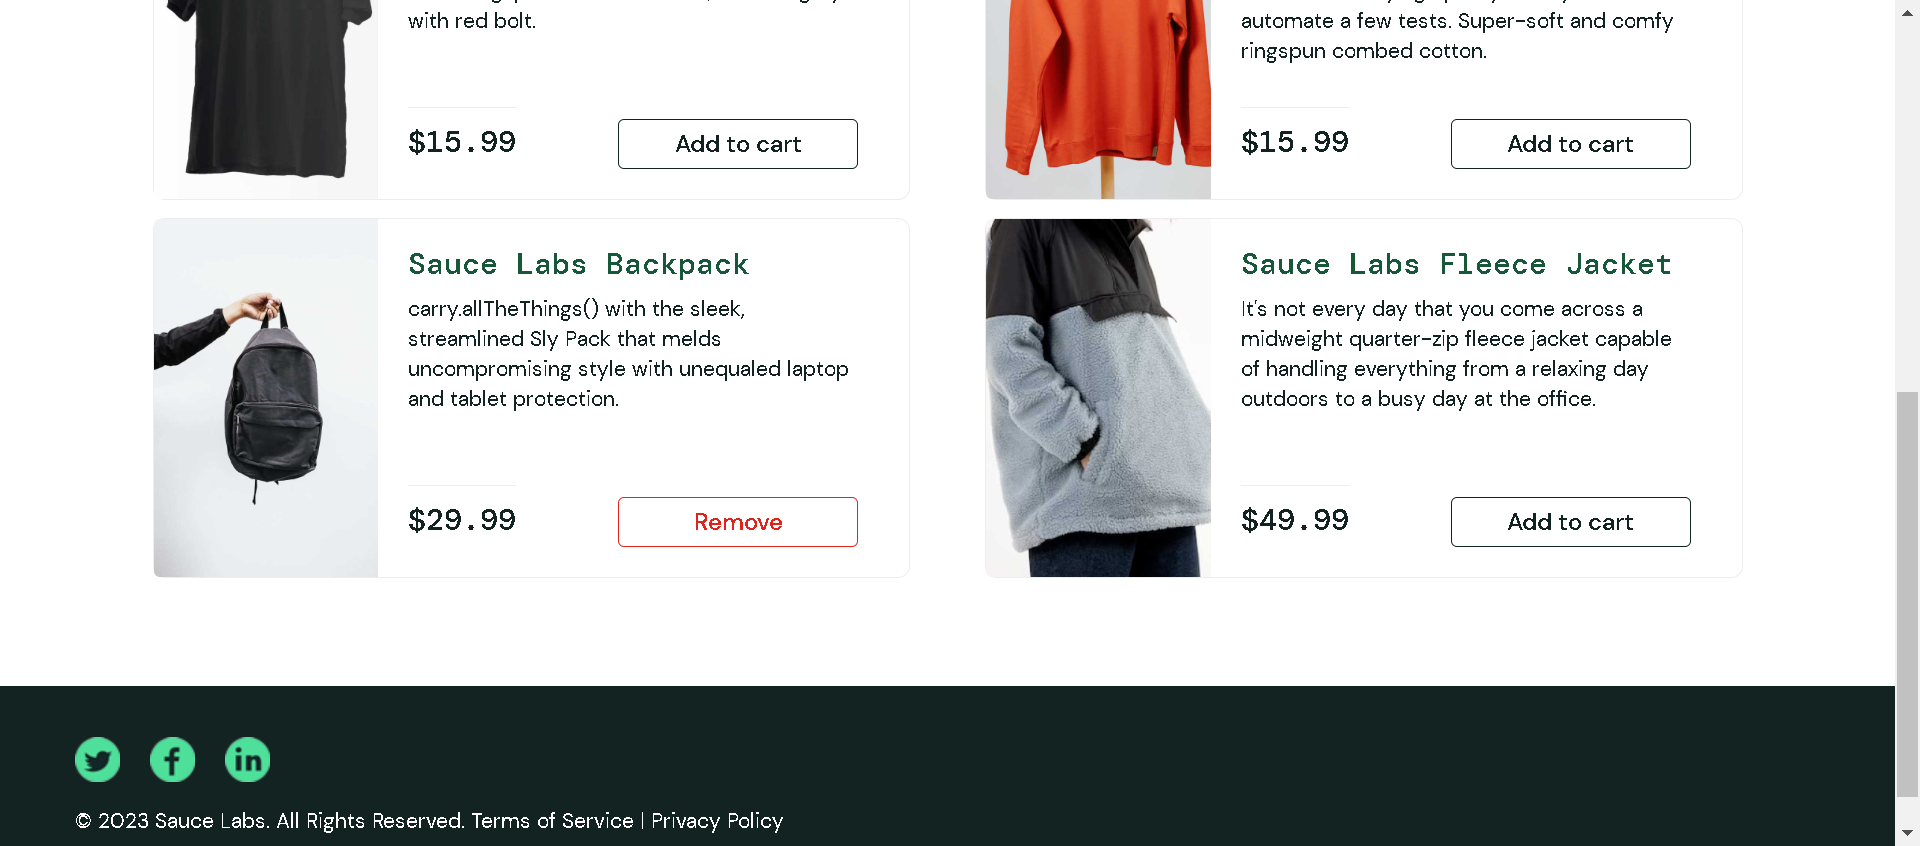 with red bolt.
$15.99
Add to cart
automate a few tests. Super-soft and comfy
ringspun combed cotton.
$15.99
Add to cart
Sauce Labs Backpack
carry.allTheThings() with the sleek,
streamlined Sly Pack that melds
uncompromising style with unequaled laptop
and tablet protection.
$29.99
Remove
Sauce Labs Fleece Jacket
It's not every day that you come across a
midweight quarter-zip fleece jacket capable
of handling everything from a relaxing day
outdoors to a busy day at the office.
$49.99
Add to cart
© 2023 Sauce Labs. All Rights Reserved. Terms of Service | Privacy Policy